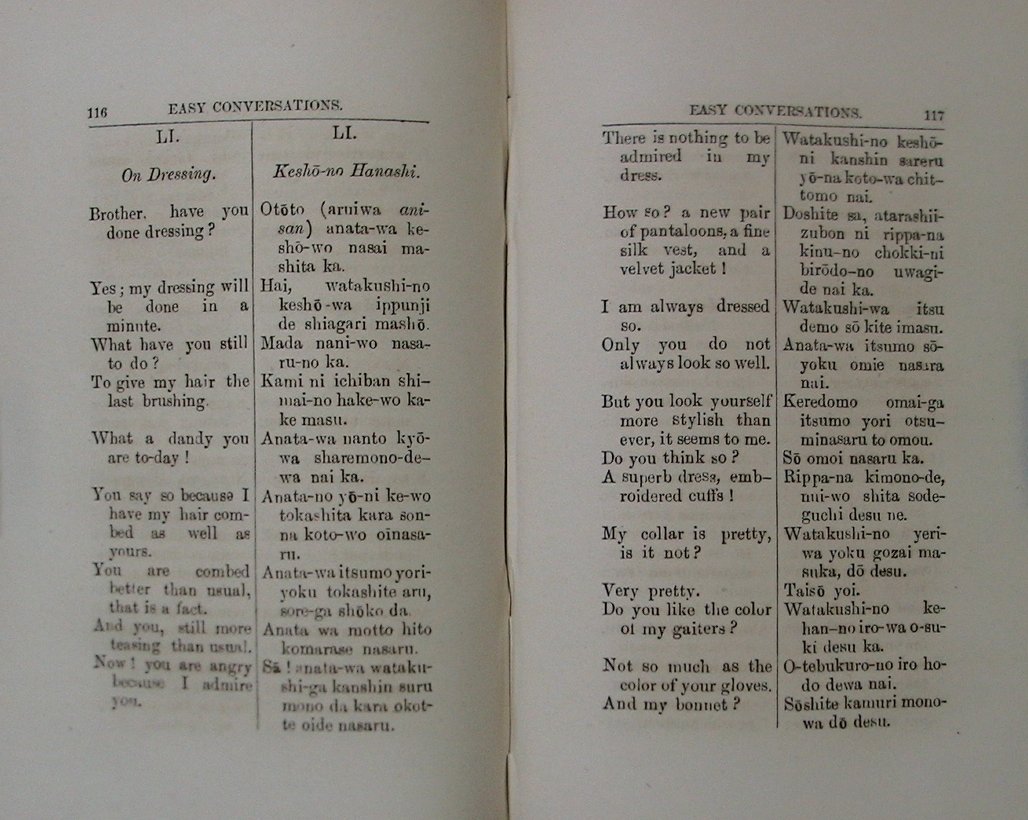 116 EASY CONVERSATIONS.
LI.
On Dressing.
Brother, have you
done dressing ?
Yes ; my dressing will
be done in a
minute.
What have you still
to do ?
To give my hair the
last brushing.
What a dandy you
are to-day !
You say so because I
have my hair com-
bed as well as
yours.
You are combed
better than usual,
that is a fact.
And you, still more
teasing than usual.
Now ! you are angry
because I admire
you.
LI.
Keshō-no Hanashi.
Otōto (aruiwa ani-
san) anata-wa ke-
shō-wo nasai ma-
shita ka.
Hai, watakushi-no
keshō-wa ippunji
de shiagari mashō.
Mada nani-wo nasa-
ru-no ka.
Kami ni ichiban shi-
mai-no hake-wo ka-
ke masu.
Anata-wa nanto kyō-
wa sharemono-de-
wa nai ka.
Anata-no yō-ni ke-wo
tokashita kara son-
na koto-wo oinasa-
ru.
Anata-wa itsumo yori-
yoku tokashite aru,
sore-ga shōko da.
Anata wa motto hito
komarase nasaru.
Sā ! anata-wa wataku-
shi-ga kanshin suru
mono da kara okot-
te oide nasaru.
EASY CONVERSATIONS. 117
There is nothing to be
admired in my
dress.
How so ? a new pair
of pantaloons, a fine
silk vest, and a
velvet jacket !
I am always dressed
so.
Only you do not
always look so well.
But you look yourself
more stylish than
ever, it seems to me.
Do you think so ?
A superb dress, emb-
roidered cuffs !
My collar is pretty,
is it not ?
Very pretty.
Do you like the color
of my gaiters ?
Not so much as the
color of your gloves.
And my bonnet ?
Watakushi-no keshō-
ni kanshin sareru
yō-na koto-wa chit-
tomo nai.
Doshite sa, atarashii-
zubon ni rippa-na
kinu-no chokki-ni
birōdo-no uwagi-
de nai ka.
Watakushi-wa itsu
demo sō kite imasu.
Anata-wa itsumo sō-
yoku omie nasara
nai.
Keredomo omai-ga
itsumo yori otsu-
minasaru to omou.
Sō omoi nasaru ka.
Rippa-na kimono-de,
nui-wo shita sode-
guchi desu ne.
Watakushi-no yeri-
wa yoku gozai ma-
suka, dō desu.
Taisō yoi.
Watakushi-no ke-
han-no iro-wa o-su-
ki desu ka.
O-tebukuro-no iro ho-
do dewa nai.
Sōshite kamuri mono-
wa dō desu.